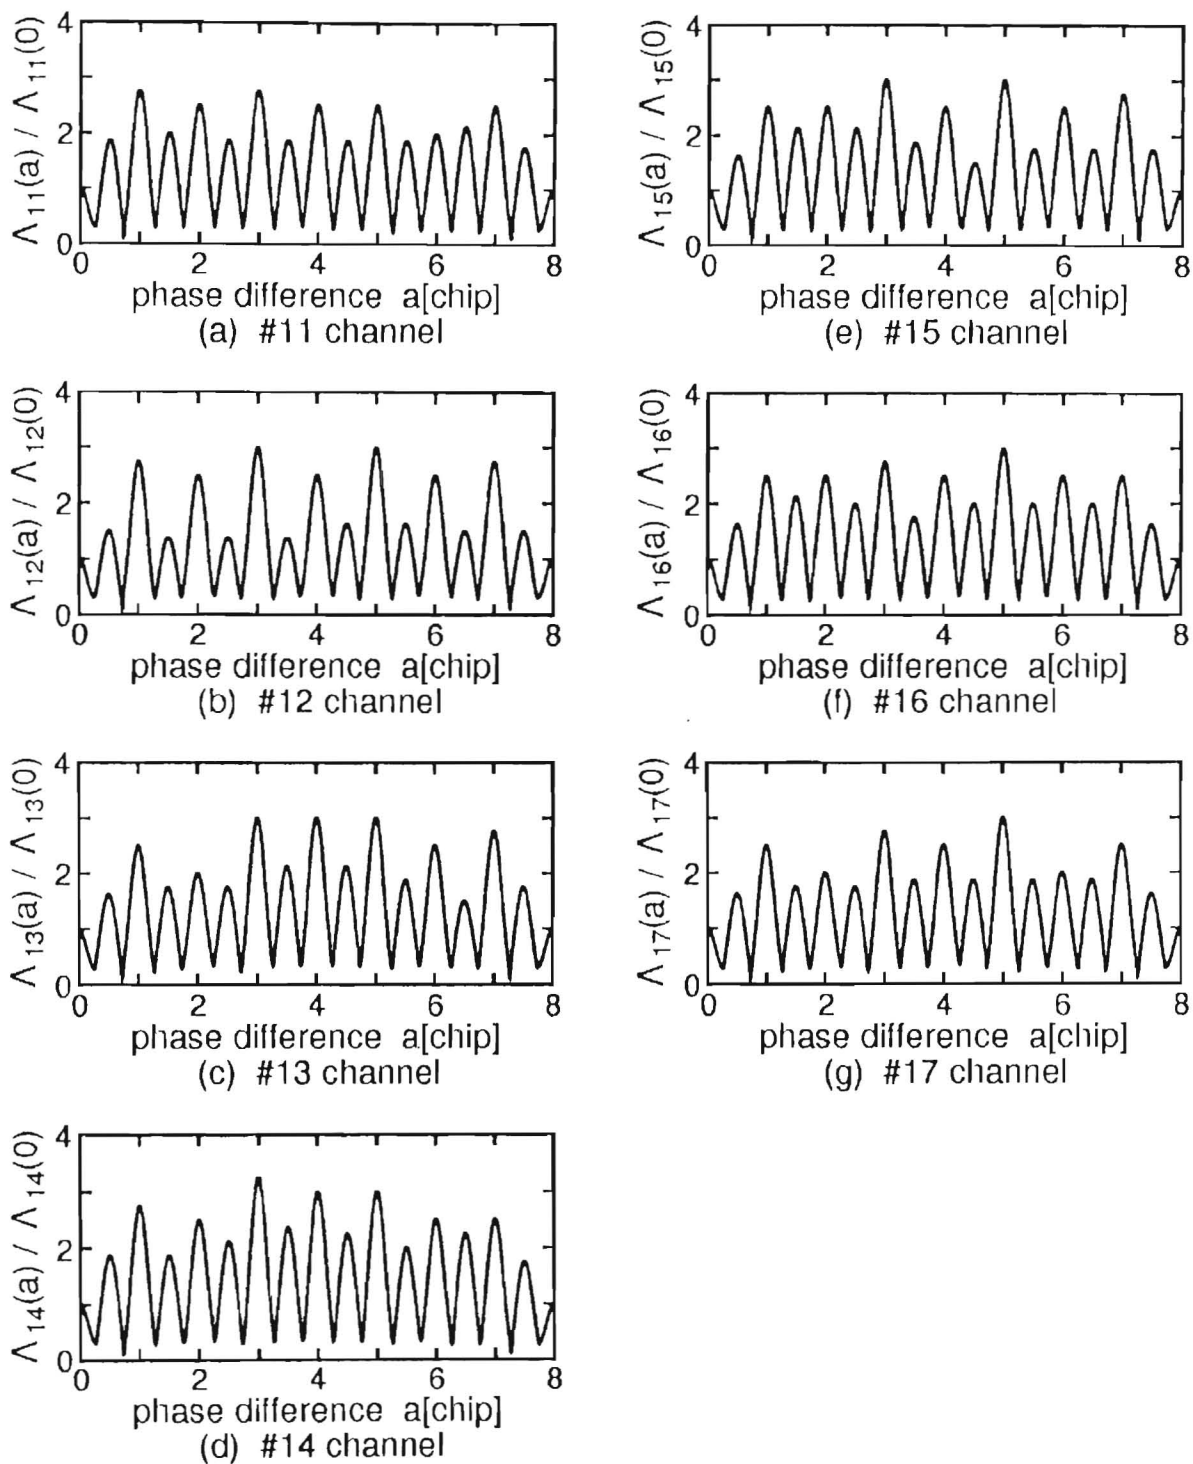 Λ11(a) / Λ11(0)
4
2
0
0 2 4 6 8
phase difference a[chip]
(a) #11 channel
Λ12(a) / Λ12(0)
4
2
0
0 2 4 6 8
phase difference a[chip]
(b) #12 channel
Λ13(a) / Λ13(0)
4
2
0
0 2 4 6 8
phase difference a[chip]
(c) #13 channel
Λ14(a) / Λ14(0)
4
2
0
0 2 4 6 8
phase difference a[chip]
(d) #14 channel
Λ15(a) / Λ15(0)
4
2
0
0 2 4 6 8
phase difference a[chip]
(e) #15 channel
Λ16(a) / Λ16(0)
4
2
0
0 2 4 6 8
phase difference a[chip]
(f) #16 channel
Λ17(a) / Λ17(0)
4
2
0
0 2 4 6 8
phase difference a[chip]
(g) #17 channel